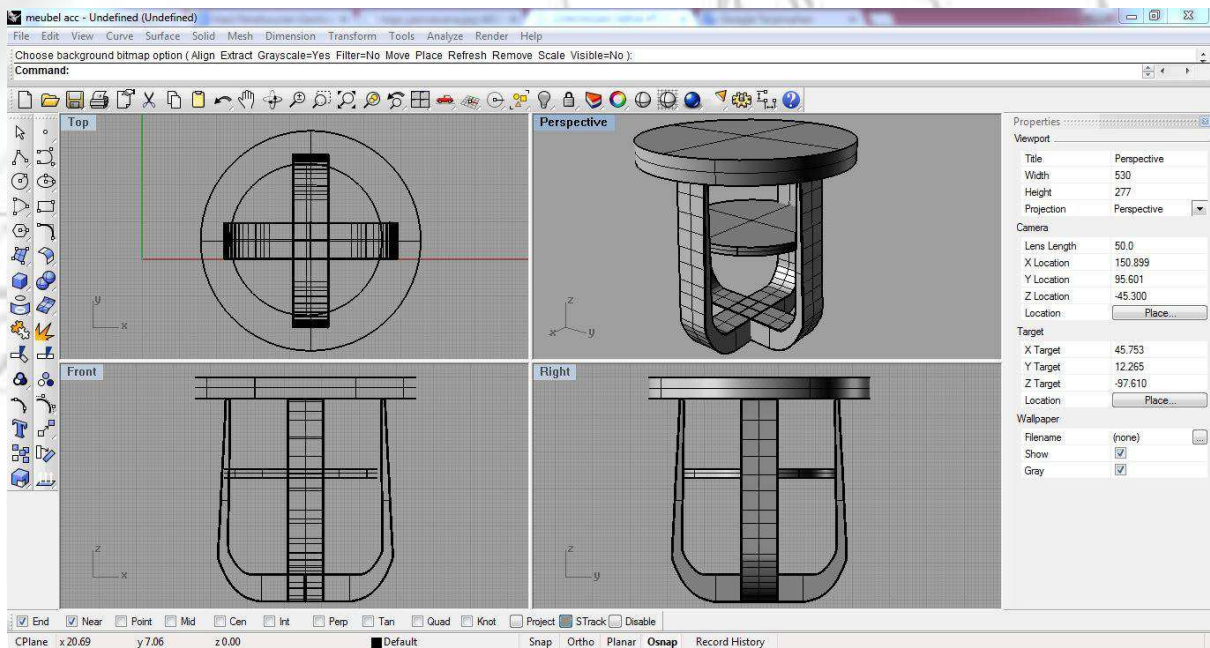 meubel acc - Undefined (Undefined)
File Edit View Curve Surface Solid Mesh Dimension Transform Tools Analyze Render Help
Choose background bitmap option ( Align Extract Grayscale=Yes Filter=No Move Place Refresh Remove Scale Visible=No ):
Command:
Top
y
x
Perspective
z
x y
Front
z
x
Right
z
y
Properties
Viewport
Title Perspective
Width 530
Height 277
Projection Perspective
Camera
Lens Length 50.0
X Location 150.899
Y Location 95.601
Z Location -45.300
Location Place...
Target
X Target 45.753
Y Target 12.265
Z Target -97.610
Location Place...
Wallpaper
Filename (none) ...
Show
Gray
End Near Point Mid Cen Int Perp Tan Quad Knot Project STrack Disable
CPlane x 20.69 y 7.06 z 0.00 Default Snap Ortho Planar Osnap Record History